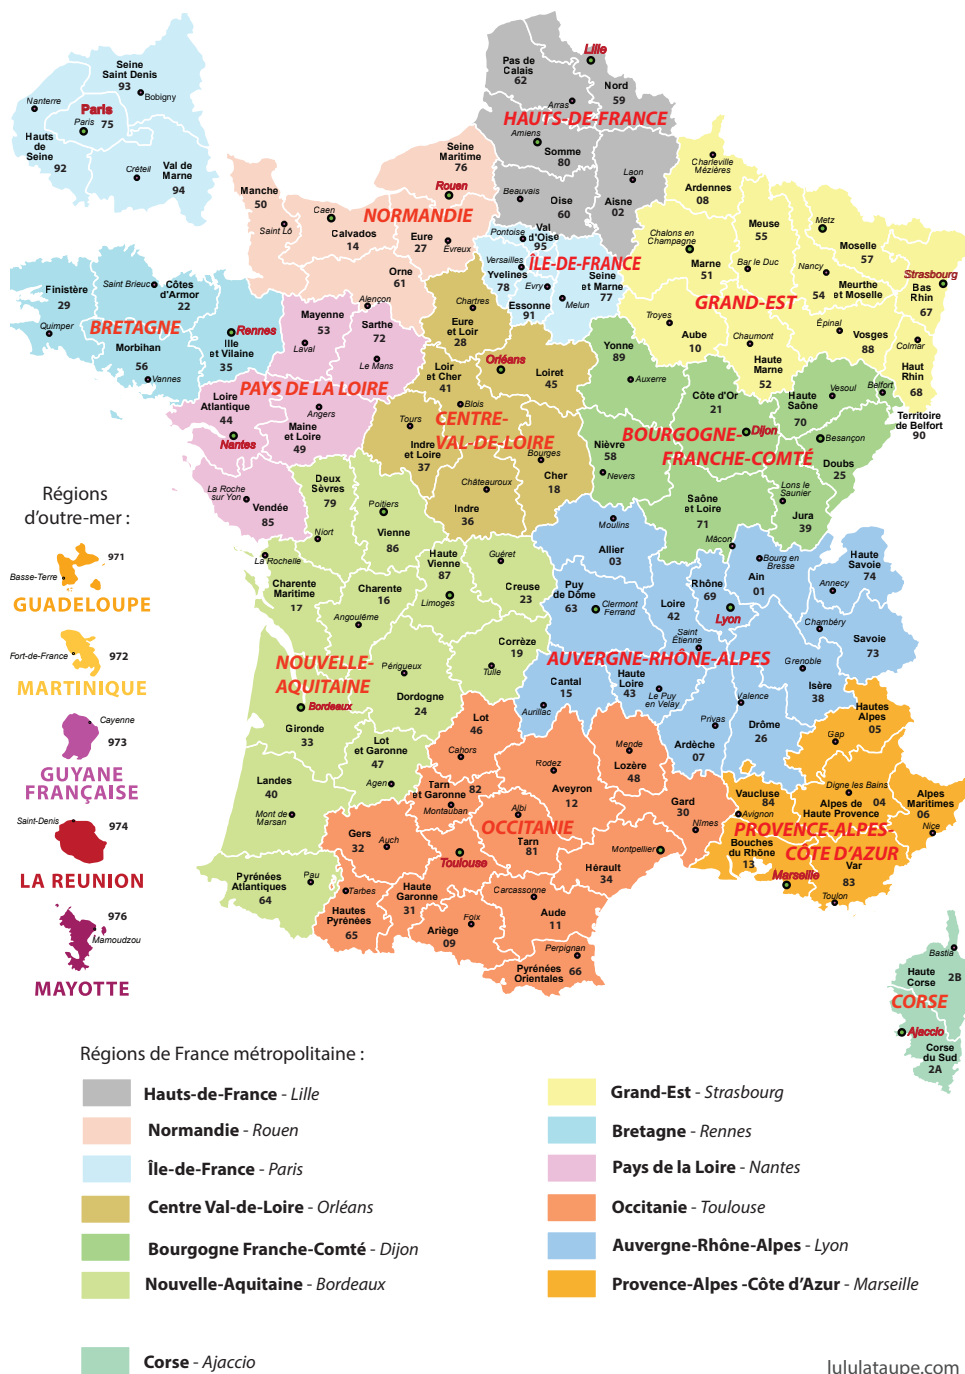 Seine
Saint Denis
93
Nanterre
Bobigny
Paris
Paris
75
Hauts
de
Seine
92
Créteil
Val de
Marne
94
Lille
Pas de
Calais
62
Nord
59
Arras
HAUTS-DE-FRANCE
Amiens
Somme
80
Laon
Beauvais
Oise
60
Aisne
02
Seine
Maritime
76
Rouen
Manche
50
Caen
NORMANDIE
Saint Lô
Calvados
14
Eure
27
Évreux
Orne
61
Alençon
Pontoise
Val
d'Oise
95
Versailles
ÎLE-DE-FRANCE
Yvelines
78
Evry
Seine
et Marne
77
Essonne
91
Melun
Charleville
Mézières
Ardennes
08
Meuse
55
Metz
Chalons en
Champagne
Moselle
57
Marne
51
Bar le Duc
Nancy
Strasbourg
Meurthe
et Moselle
54
Bas
Rhin
67
GRAND-EST
Troyes
Épinal
Aube
10
Chaumont
Vosges
88
Colmar
Haute
Marne
52
Haut
Rhin
68
Finistère
29
Saint Brieuc
Côtes
d'Armor
22
Quimper
BRETAGNE
Rennes
Morbihan
56
Ille
et Vilaine
35
Vannes
Mayenne
53
Sarthe
72
Laval
Le Mans
PAYS DE LA LOIRE
Loire
Atlantique
44
Angers
Nantes
Maine
et Loire
49
La Roche
sur Yon
Vendée
85
Chartres
Eure
et Loir
28
Orléans
Loir
et Cher
41
Loiret
45
Blois
Tours
CENTRE-
VAL-DE-LOIRE
Indre
et Loire
37
Bourges
Châteauroux
Cher
18
Indre
36
Yonne
89
Auxerre
Côte d'Or
21
Haute
Saône
70
Vesoul
Belfort
Territoire
de Belfort
90
BOURGOGNE-
FRANCHE-COMTÉ
Dijon
Besançon
Nièvre
58
Nevers
Doubs
25
Lons le
Saunier
Saône
et Loire
71
Jura
39
Mâcon
Deux
Sèvres
79
Poitiers
Niort
Vienne
86
La Rochelle
Haute
Vienne
87
Guéret
Charente
Maritime
17
Charente
16
Limoges
Creuse
23
Angoulême
Corrèze
19
Tulle
NOUVELLE-
AQUITAINE
Périgueux
Dordogne
24
Bordeaux
Gironde
33
Lot
et Garonne
47
Agen
Landes
40
Mont de
Marsan
Pyrénées
Atlantiques
64
Pau
Moulins
Allier
03
Bourg en
Bresse
Haute
Savoie
74
Puy
de Dôme
63
Clermont
Ferrand
Rhône
69
Ain
01
Annecy
Loire
42
Lyon
Chambéry
Saint
Étienne
Savoie
73
AUVERGNE-RHÔNE-ALPES
Grenoble
Cantal
15
Haute
Loire
43
Le Puy
en Velay
Isère
38
Aurillac
Valence
Privas
Drôme
26
Ardèche
07
Lot
46
Cahors
Mende
Rodez
Lozère
48
Tarn
et Garonne
82
Montauban
Aveyron
12
Albi
Gard
30
Nîmes
OCCITANIE
Gers
32
Auch
Toulouse
Tarn
81
Montpellier
Hérault
34
Tarbes
Haute
Garonne
31
Carcassonne
Hautes
Pyrénées
65
Foix
Ariège
09
Aude
11
Perpignan
Pyrénées
Orientales
66
Hautes
Alpes
05
Gap
Vaucluse
84
Avignon
Digne les Bains
04
Alpes de
Haute Provence
Alpes
Maritimes
06
Nice
PROVENCE-ALPES-
CÔTE D'AZUR
Bouches
du Rhône
13
Marseille
Var
83
Toulon
Bastia
Haute
Corse
2B
CORSE
Ajaccio
Corse
du Sud
2A
Régions
d'outre-mer :
971
Basse-Terre
GUADELOUPE
Fort-de-France
972
MARTINIQUE
Cayenne
973
GUYANE
FRANÇAISE
Saint-Denis
974
LA REUNION
976
Mamoudzou
MAYOTTE
Régions de France métropolitaine :
Hauts-de-France - Lille
Normandie - Rouen
Île-de-France - Paris
Centre Val-de-Loire - Orléans
Bourgogne Franche-Comté - Dijon
Nouvelle-Aquitaine - Bordeaux
Corse - Ajaccio
Grand-Est - Strasbourg
Bretagne - Rennes
Pays de la Loire - Nantes
Occitanie - Toulouse
Auvergne-Rhône-Alpes - Lyon
Provence-Alpes -Côte d'Azur - Marseille
lululataupe.com